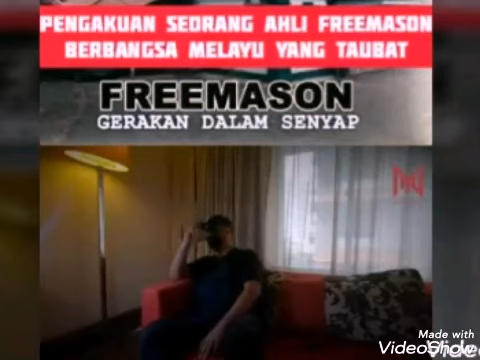 PENGAKUAN SEORANG AHLI FREEMASON
BERBANGSA MELAYU YANG TAUBAT
FREEMASON
GERAKAN DALAM SENYAP
Made with
VideoShow